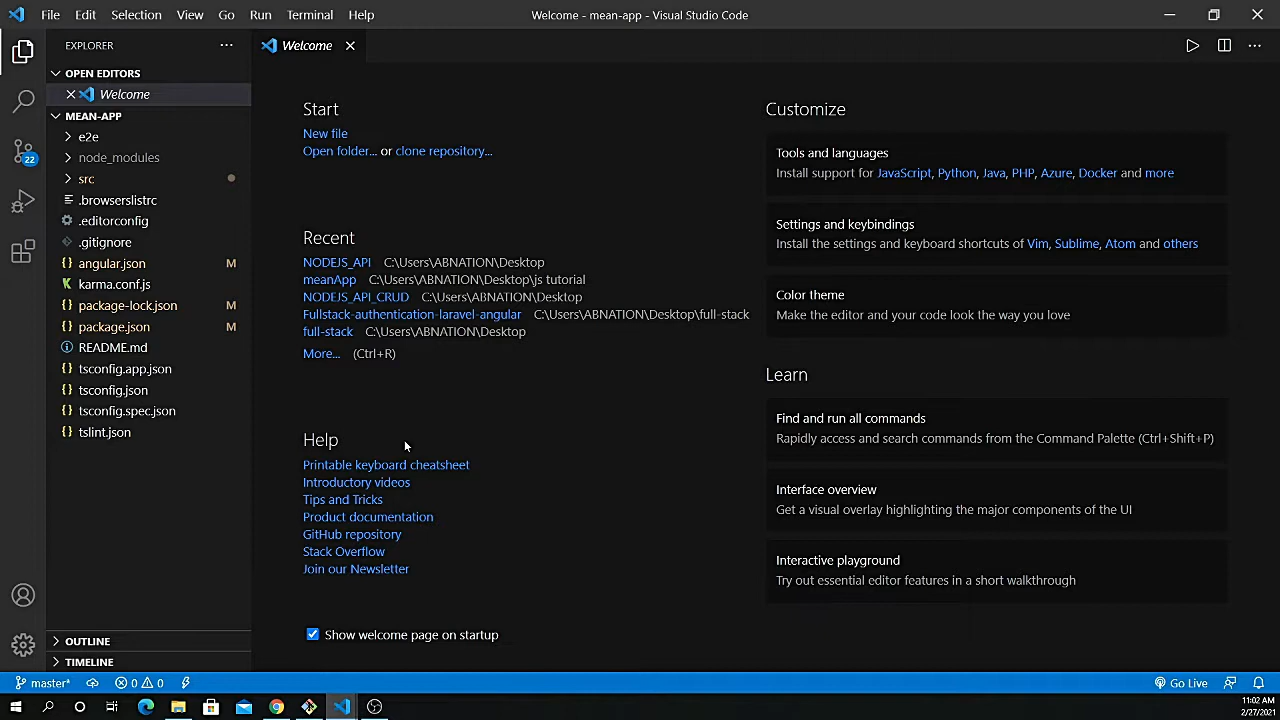 File Edit Selection View Go Run Terminal Help
Welcome - mean-app - Visual Studio Code
EXPLORER
OPEN EDITORS
Welcome
MEAN-APP
e2e
node_modules
src
.browserslistrc
.editorconfig
.gitignore
{} angular.json M
karma.conf.js
{} package-lock.json M
{} package.json M
README.md
{} tsconfig.app.json
{} tsconfig.json
{} tsconfig.spec.json
{} tslint.json
OUTLINE
TIMELINE
22
Welcome
Start
New file
Open folder... or clone repository...
Recent
NODEJS_API C:\Users\ABNATION\Desktop
meanApp C:\Users\ABNATION\Desktop\js tutorial
NODEJS_API_CRUD C:\Users\ABNATION\Desktop
Fullstack-authentication-laravel-angular C:\Users\ABNATION\Desktop\full-stack
full-stack C:\Users\ABNATION\Desktop
More... (Ctrl+R)
Help
Printable keyboard cheatsheet
Introductory videos
Tips and Tricks
Product documentation
GitHub repository
Stack Overflow
Join our Newsletter
Show welcome page on startup
Customize
Tools and languages
Install support for JavaScript, Python, Java, PHP, Azure, Docker and more
Settings and keybindings
Install the settings and keyboard shortcuts of Vim, Sublime, Atom and others
Color theme
Make the editor and your code look the way you love
Learn
Find and run all commands
Rapidly access and search commands from the Command Palette (Ctrl+Shift+P)
Interface overview
Get a visual overlay highlighting the major components of the UI
Interactive playground
Try out essential editor features in a short walkthrough
master* 0 0 Go Live
11:02 AM
2/27/2021